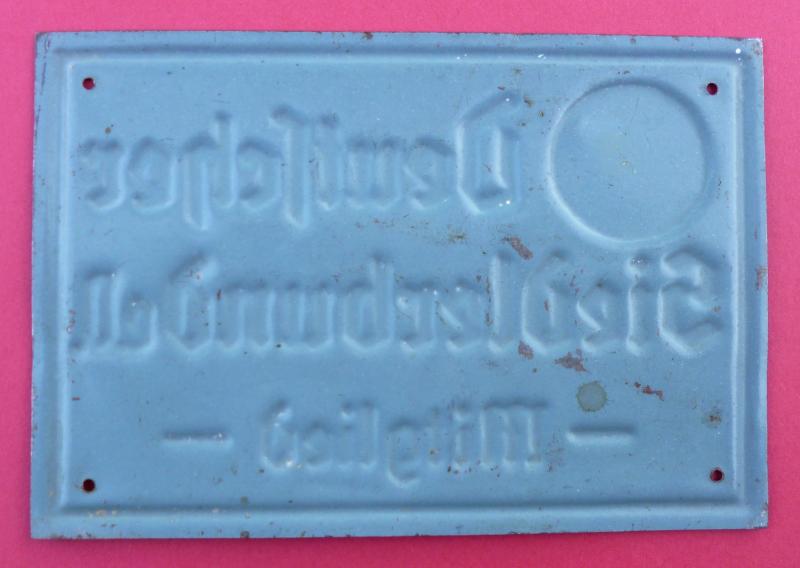 Deutscher
Siedlerbund e.V.
— Mitglied —